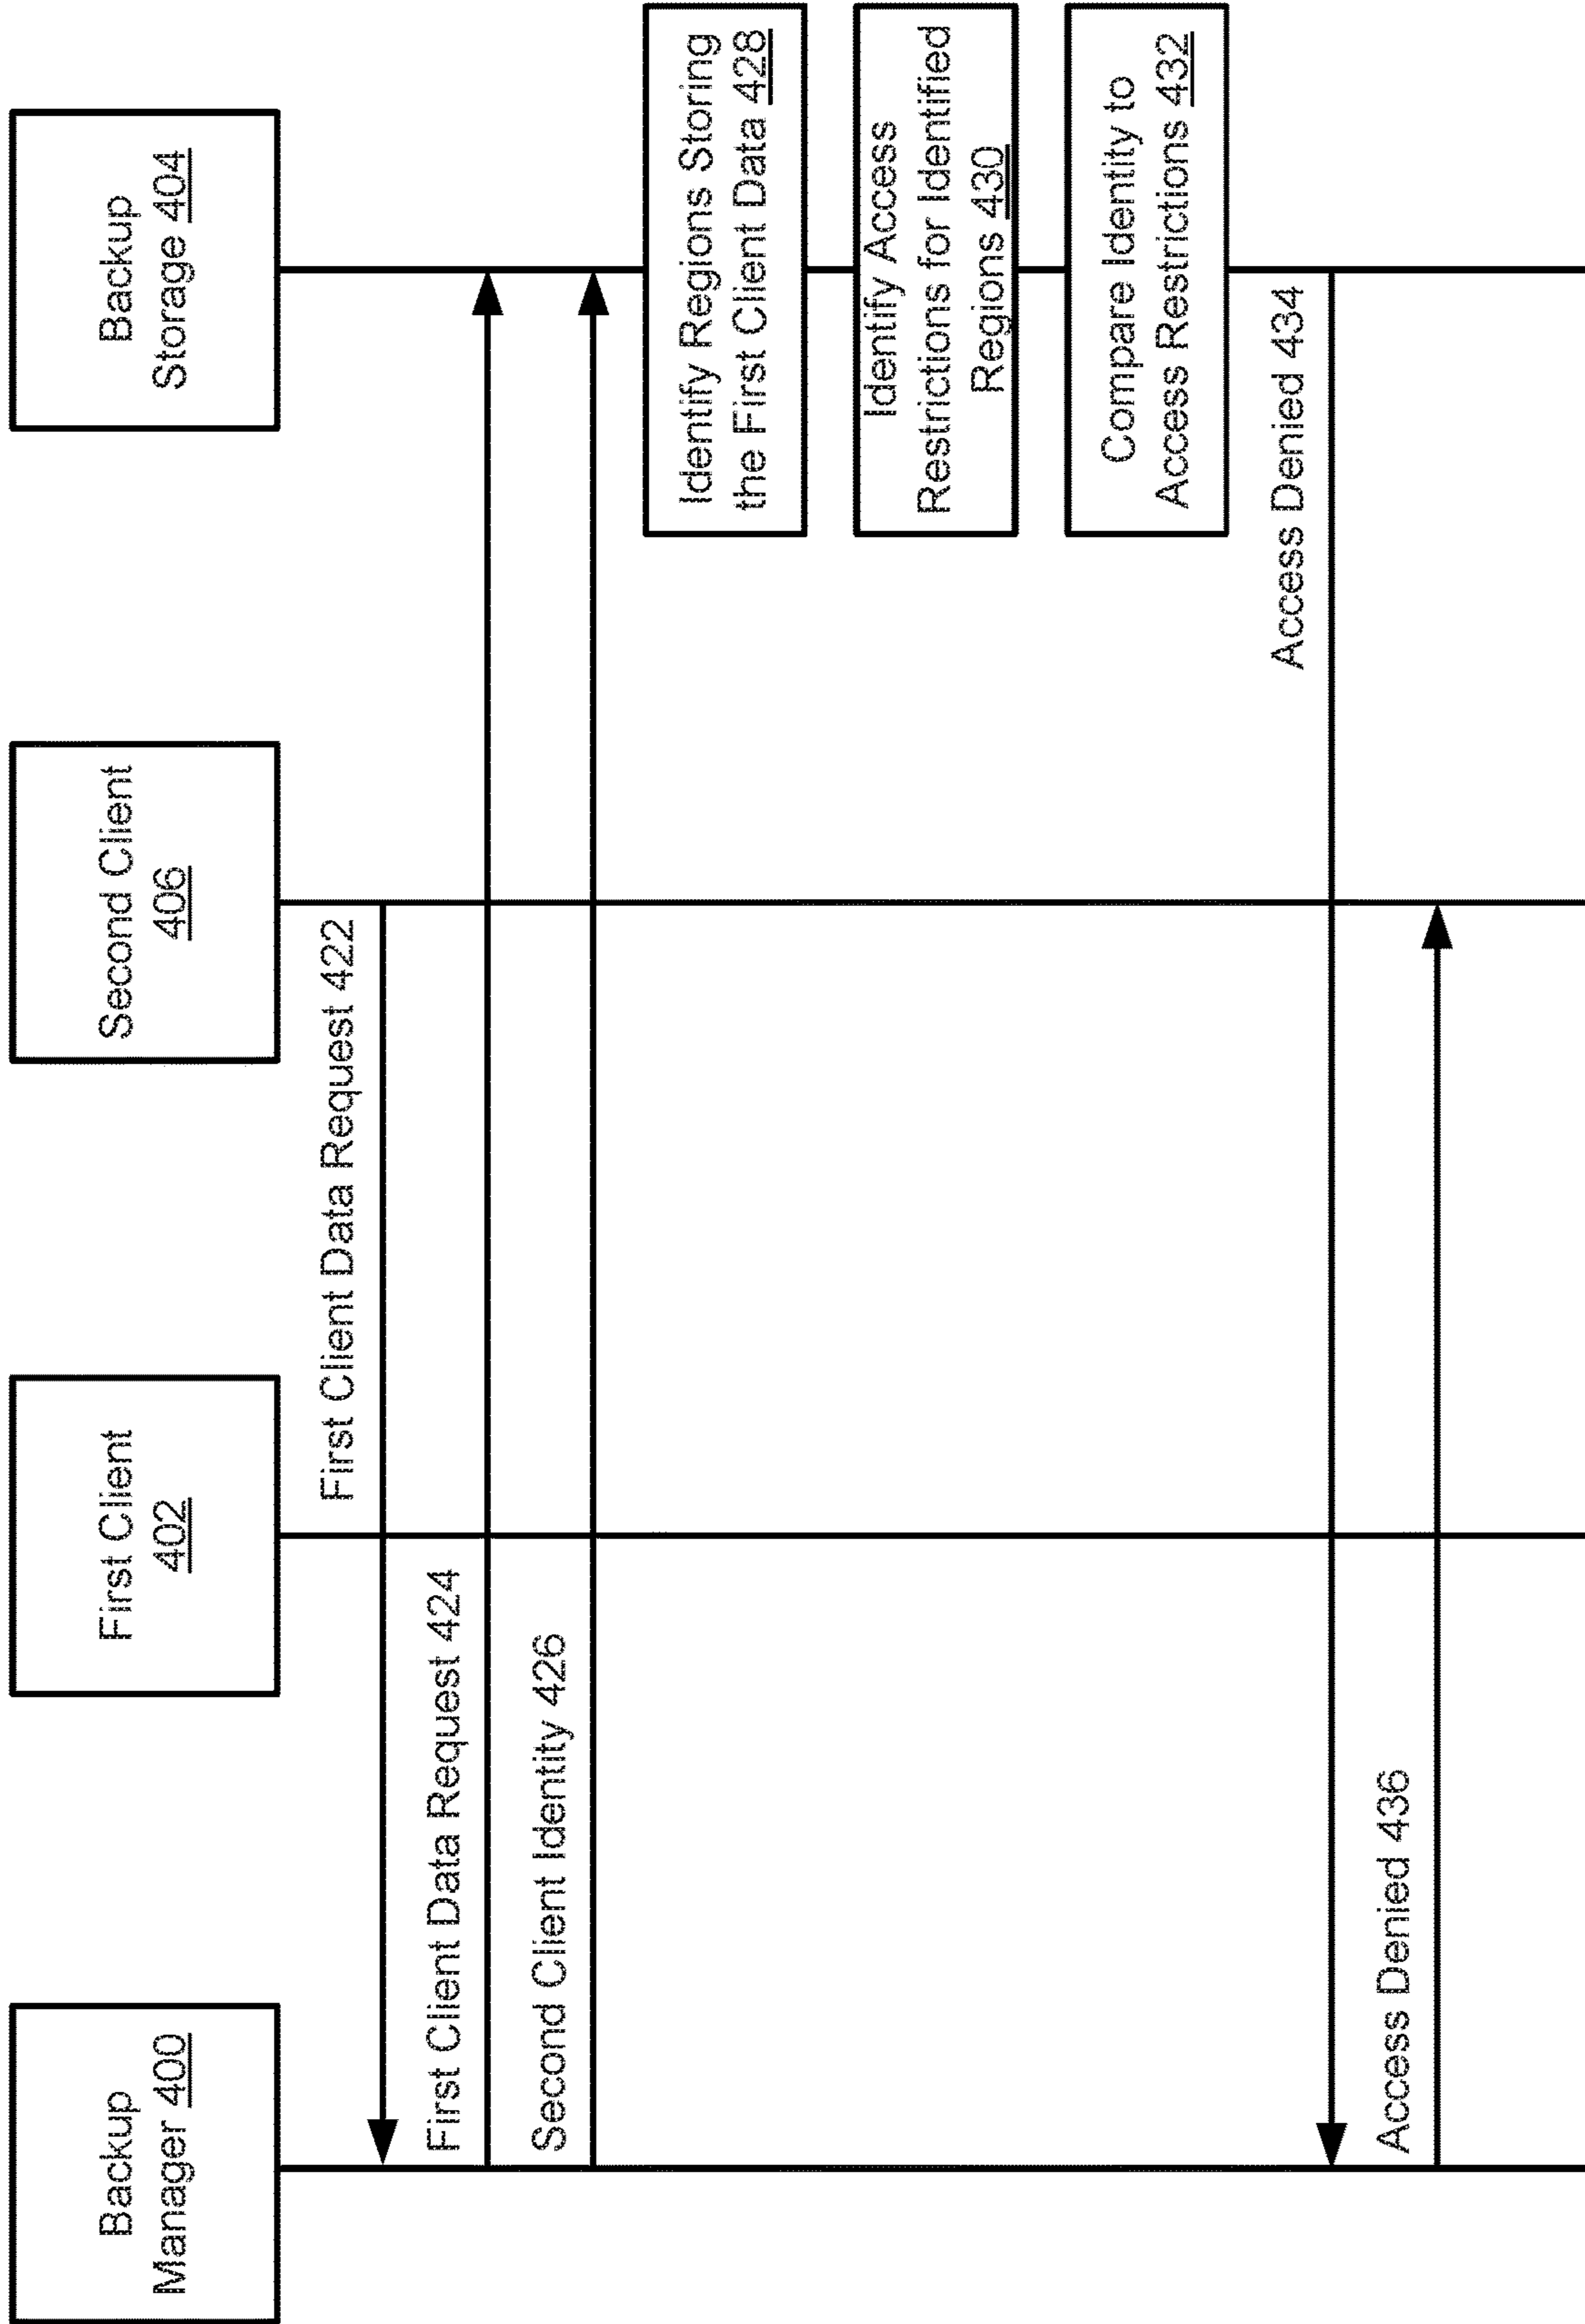 Backup
Manager 400
First Client
402
Second Client
406
Backup
Storage 404
First Client Data Request 422
First Client Data Request 424
Second Client Identity 426
Identify Regions Storing
the First Client Data 428
Identify Access
Restrictions for Identified
Regions 430
Compare Identity to
Access Restrictions 432
Access Denied 434
Access Denied 436